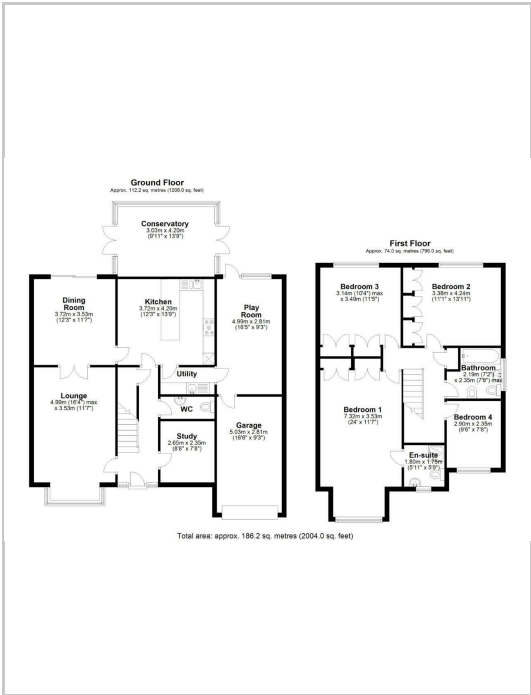 Ground Floor
Approx. 112.2 sq. metres (1208.0 sq. feet)
Conservatory
3.03m x 4.20m
(9'11" x 13'9")
Dining
Room
3.72m x 3.53m
(12'3" x 11'7")
Kitchen
3.72m x 4.20m
(12'3" x 13'9")
Play
Room
4.99m x 2.81m
(16'5" x 9'3")
Utility
Lounge
4.99m (16'4") max
x 3.53m (11'7")
WC
Study
2.65m x 2.35m
(8'8" x 7'8")
Garage
5.03m x 2.81m
(16'6" x 9'3")
First Floor
Approx. 74.0 sq. metres (796.0 sq. feet)
Bedroom 3
3.14m (10'4") max
x 3.49m (11'5")
Bedroom 2
3.38m x 4.24m
(11'1" x 13'11")
Bathroom
2.19m (7'2")
x 2.35m (7'8") max
Bedroom 1
7.32m x 3.53m
(24' x 11'7")
Bedroom 4
2.90m x 2.35m
(9'6" x 7'8")
En-suite
1.80m x 1.76m
(5'11" x 5'9")
Total area: approx. 186.2 sq. metres (2004.0 sq. feet)